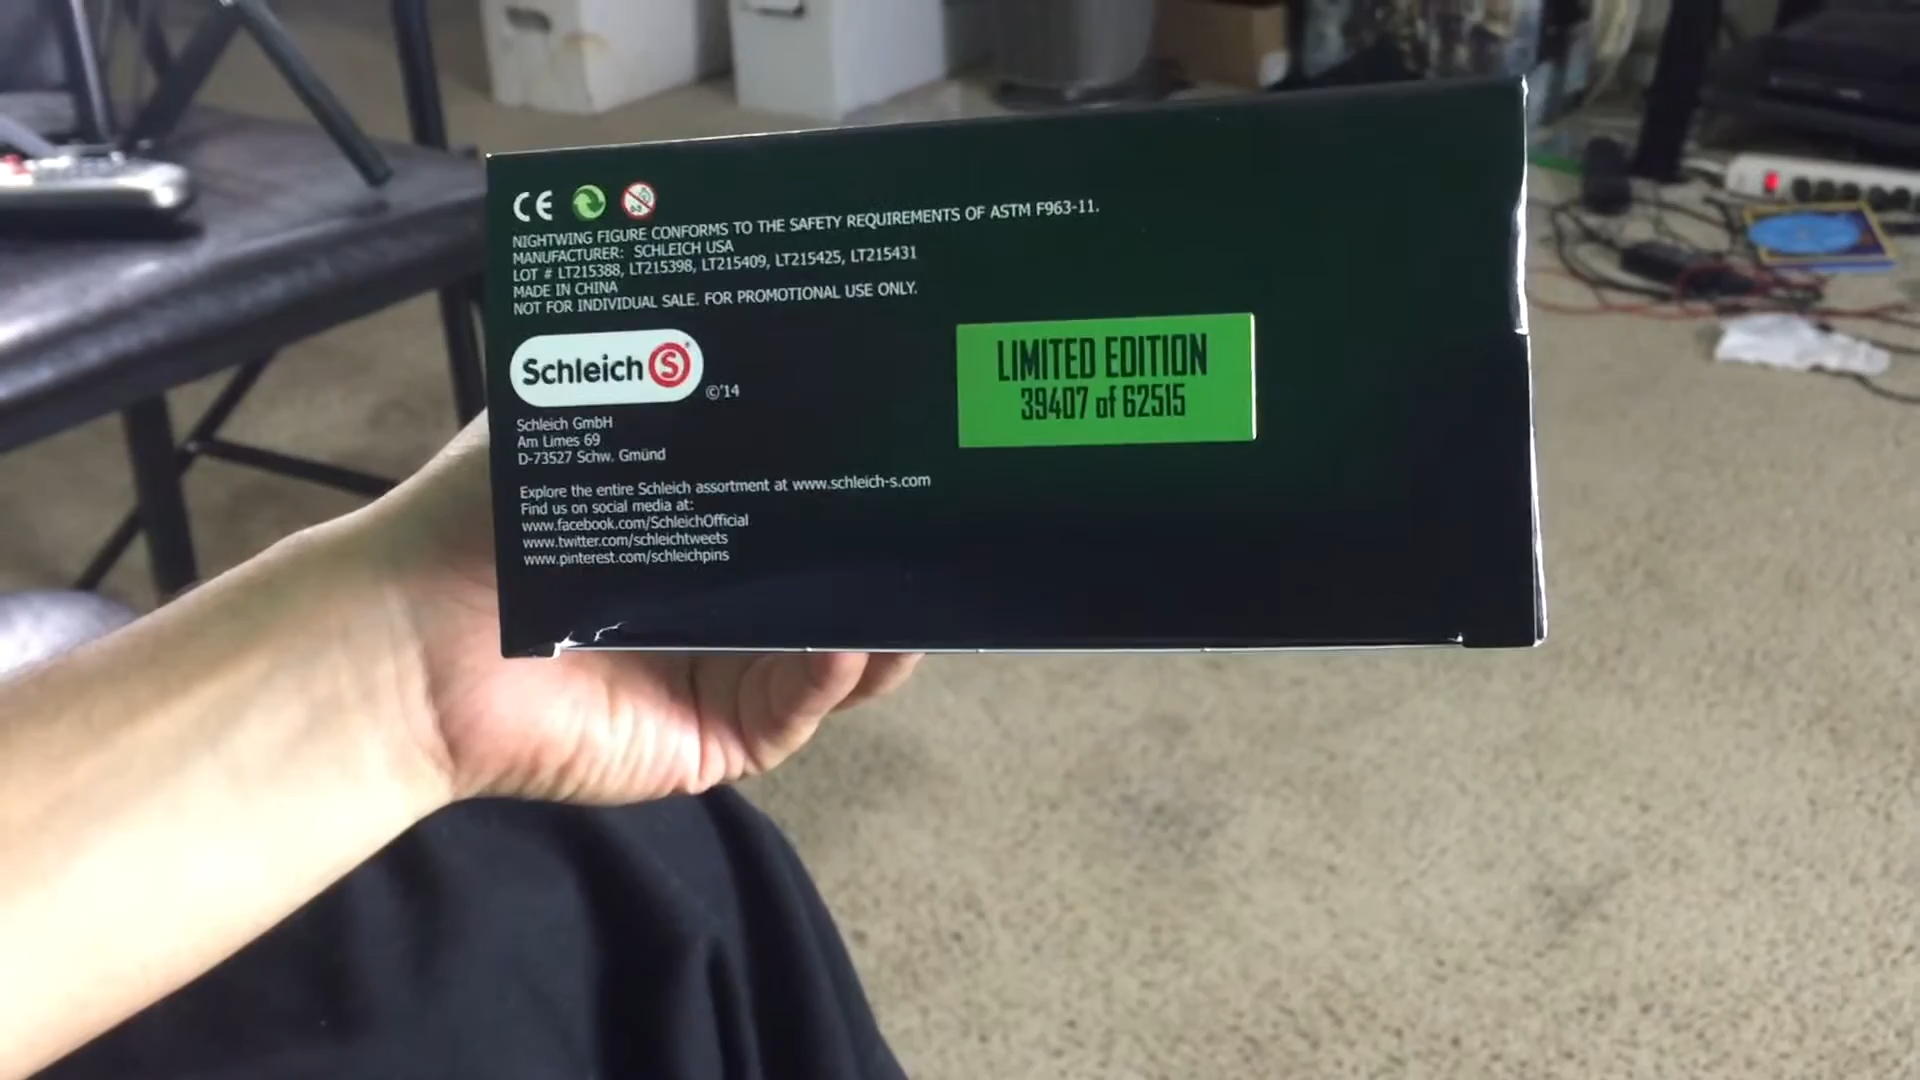 CE
NIGHTWING FIGURE CONFORMS TO THE SAFETY REQUIREMENTS OF ASTM F963-11.
MANUFACTURER: SCHLEICH USA
LOT # LT215388, LT215398, LT215409, LT215425, LT215431
MADE IN CHINA
NOT FOR INDIVIDUAL SALE. FOR PROMOTIONAL USE ONLY.
Schleich S
©'14
Schleich GmbH
Am Limes 69
D-73527 Schw. Gmünd
Explore the entire Schleich assortment at www.schleich-s.com
Find us on social media at:
www.facebook.com/SchleichOfficial
www.twitter.com/schleichtweets
www.pinterest.com/schleichpins
LIMITED EDITION
39407 of 62515